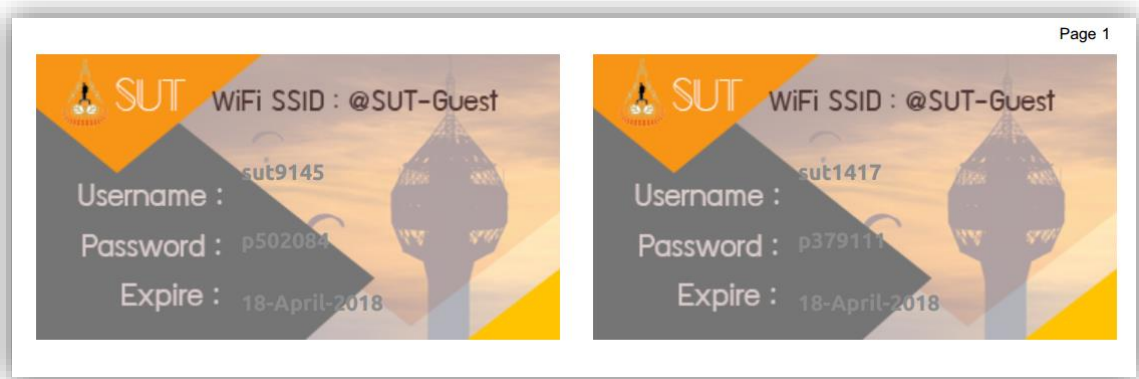 Page 1
SUT WiFi SSID : @SUT-Guest
sut9145
Username :
Password : p502084
Expire : 18-April-2018
SUT WiFi SSID : @SUT-Guest
sut1417
Username :
Password : p379111
Expire : 18-April-2018